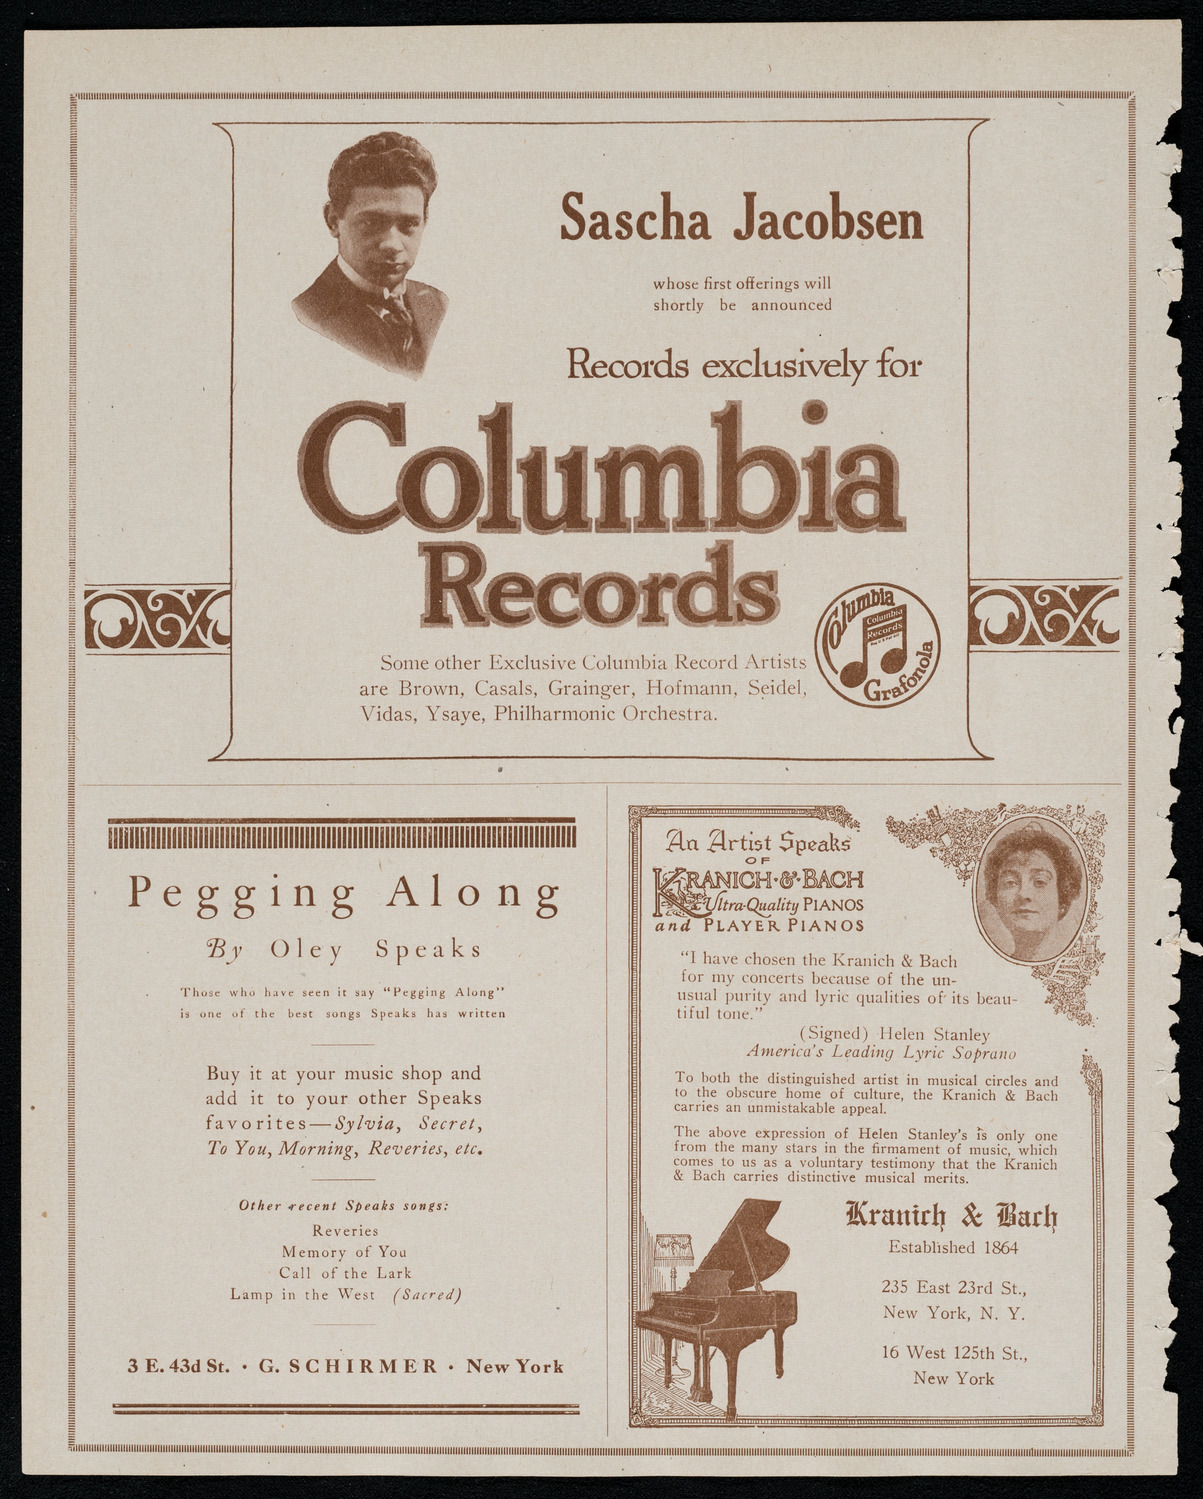 Sascha Jacobsen
whose first offerings will
shortly be announced
Records exclusively for
Columbia
Records
Columbia
Columbia
Records
Grafonola
Some other Exclusive Columbia Record Artists
are Brown, Casals, Grainger, Hofmann, Seidel,
Vidas, Ysaye, Philharmonic Orchestra.
Pegging Along
By Oley Speaks
Those who have seen it say “Pegging Along”
is one of the best songs Speaks has written
Buy it at your music shop and
add it to your other Speaks
favorites—Sylvia, Secret,
To You, Morning, Reveries, etc.
Other recent Speaks songs:
Reveries
Memory of You
Call of the Lark
Lamp in the West (Sacred)
3 E. 43d St. · G. SCHIRMER · New York
An Artist Speaks
OF
KRANICH·&·BACH
Ultra-Quality PIANOS
and PLAYER PIANOS
“I have chosen the Kranich & Bach
for my concerts because of the un-
usual purity and lyric qualities of its beau-
tiful tone.”
(Signed) Helen Stanley
America's Leading Lyric Soprano
To both the distinguished artist in musical circles and
to the obscure home of culture, the Kranich & Bach
carries an unmistakable appeal.
The above expression of Helen Stanley's is only one
from the many stars in the firmament of music, which
comes to us as a voluntary testimony that the Kranich
& Bach carries distinctive musical merits.
Kranich & Bach
Established 1864
235 East 23rd St.,
New York, N. Y.
16 West 125th St.,
New York